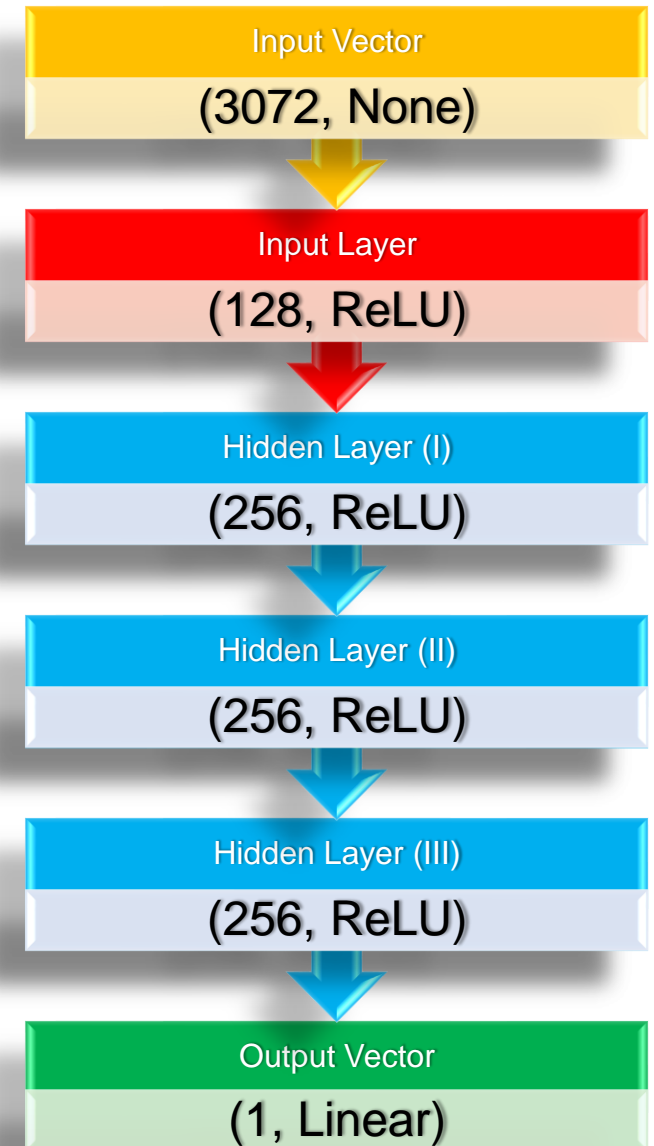 Input Vector
(3072, None)
Input Layer
(128, ReLU)
Hidden Layer (I)
(256, ReLU)
Hidden Layer (II)
(256, ReLU)
Hidden Layer (III)
(256, ReLU)
Output Vector
(1, Linear)